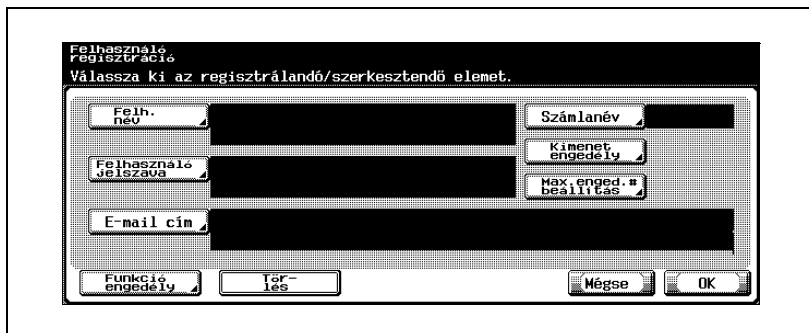 Felhasználó
regisztráció
Válassza ki az regisztrálandó/szerkesztendő elemet.
Felh.
név
Számlanév
Kimenet
engedély
Felhasználó
jelszava
Max.enged.#
beállítás
E-mail cím
Funkció
engedély
Tör-
lés
Mégse
OK